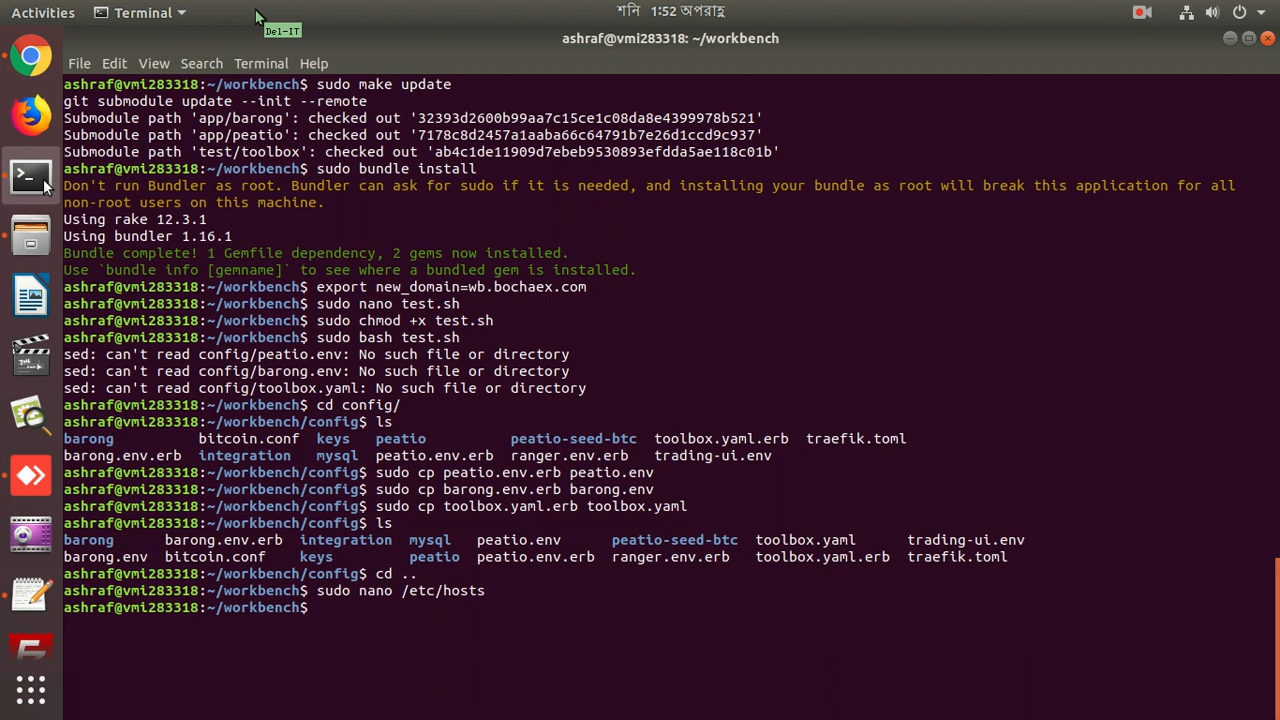 Activities Terminal শনি 1:52 অপরাহ্ণ
Del-IT
ashraf@vmi283318: ~/workbench
File Edit View Search Terminal Help
ashraf@vmi283318:~/workbench$ sudo make update
git submodule update --init --remote
Submodule path 'app/barong': checked out '32393d2600b99aa7c15ce1c08da8e4399978b521'
Submodule path 'app/peatio': checked out '7178c8d2457a1aaba66c64791b7e26d1ccd9c937'
Submodule path 'test/toolbox': checked out 'ab4c1de11909d7ebeb9530893efdda5ae118c01b'
ashraf@vmi283318:~/workbench$ sudo bundle install
Don't run Bundler as root. Bundler can ask for sudo if it is needed, and installing your bundle as root will break this application for all
non-root users on this machine.
Using rake 12.3.1
Using bundler 1.16.1
Bundle complete! 1 Gemfile dependency, 2 gems now installed.
Use `bundle info [gemname]` to see where a bundled gem is installed.
ashraf@vmi283318:~/workbench$ export new_domain=wb.bochaex.com
ashraf@vmi283318:~/workbench$ sudo nano test.sh
ashraf@vmi283318:~/workbench$ sudo chmod +x test.sh
ashraf@vmi283318:~/workbench$ sudo bash test.sh
sed: can't read config/peatio.env: No such file or directory
sed: can't read config/barong.env: No such file or directory
sed: can't read config/toolbox.yaml: No such file or directory
ashraf@vmi283318:~/workbench$ cd config/
ashraf@vmi283318:~/workbench/config$ ls
barong bitcoin.conf keys peatio peatio-seed-btc toolbox.yaml.erb traefik.toml
barong.env.erb integration mysql peatio.env.erb ranger.env.erb trading-ui.env
ashraf@vmi283318:~/workbench/config$ sudo cp peatio.env.erb peatio.env
ashraf@vmi283318:~/workbench/config$ sudo cp barong.env.erb barong.env
ashraf@vmi283318:~/workbench/config$ sudo cp toolbox.yaml.erb toolbox.yaml
ashraf@vmi283318:~/workbench/config$ ls
barong barong.env.erb integration mysql peatio.env peatio-seed-btc toolbox.yaml trading-ui.env
barong.env bitcoin.conf keys peatio peatio.env.erb ranger.env.erb toolbox.yaml.erb traefik.toml
ashraf@vmi283318:~/workbench/config$ cd ..
ashraf@vmi283318:~/workbench$ sudo nano /etc/hosts
ashraf@vmi283318:~/workbench$